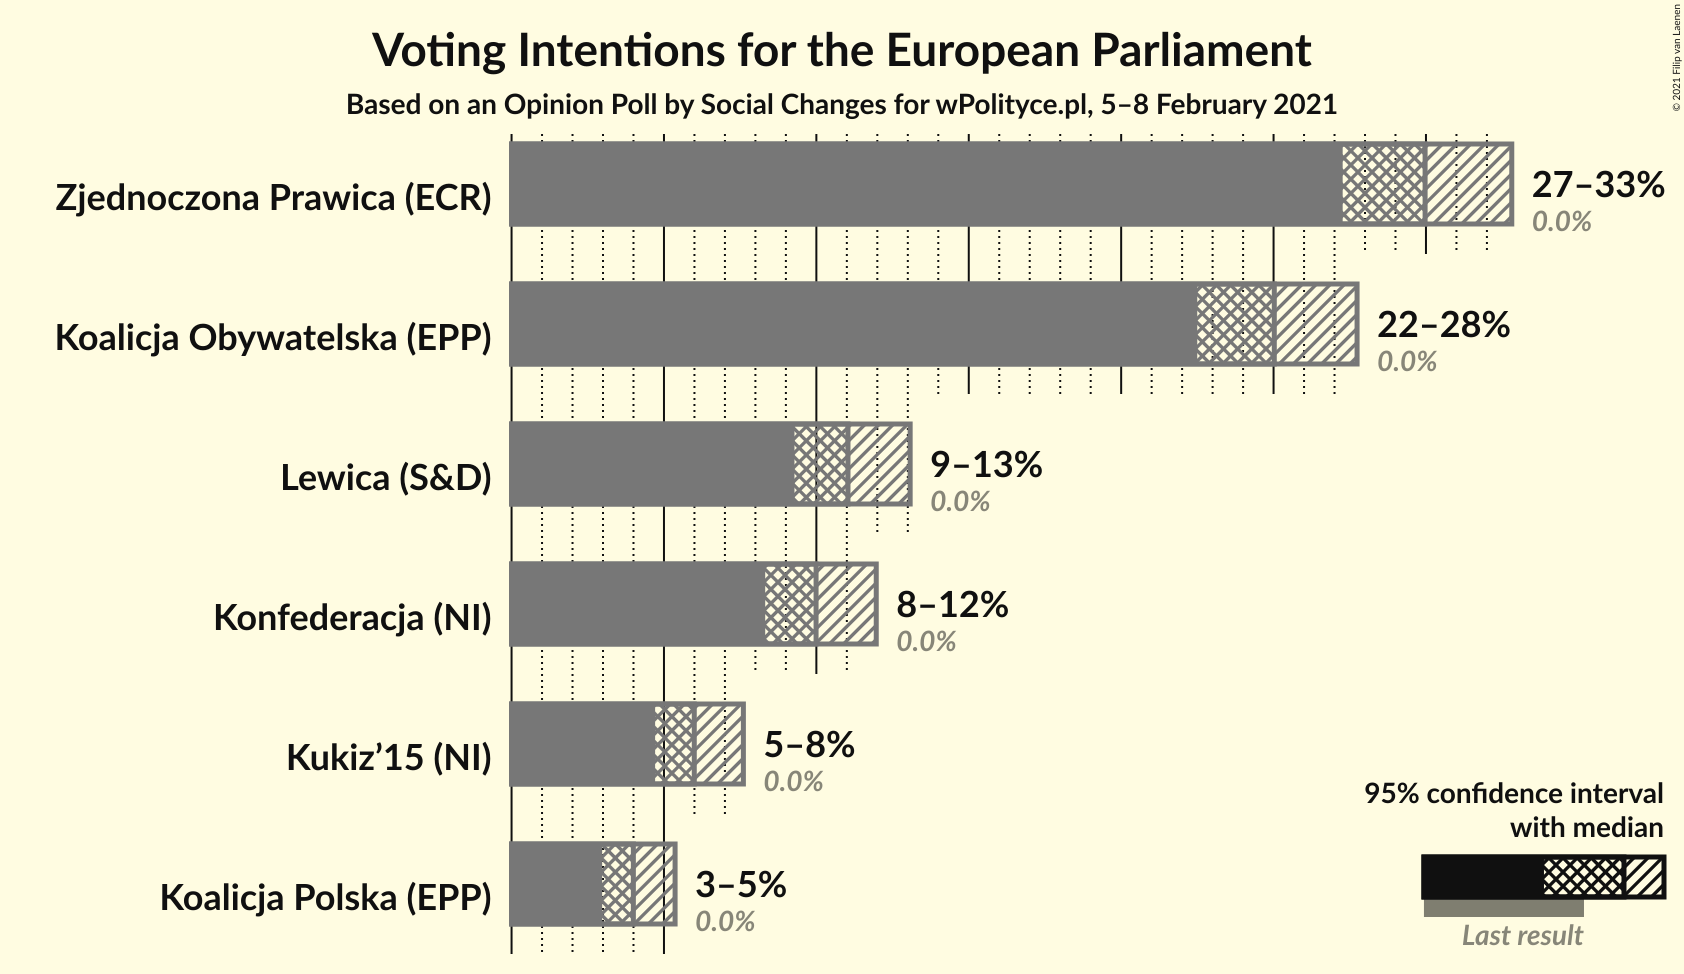 Voting Intentions for the European Parliament
Based on an Opinion Poll by Social Changes for wPolityce.pl, 5–8 February 2021
© 2021 Filip van Laenen
Zjednoczona Prawica (ECR)
27–33%
0.0%
Koalicja Obywatelska (EPP)
22–28%
0.0%
Lewica (S&D)
9–13%
0.0%
Konfederacja (NI)
8–12%
0.0%
Kukiz’15 (NI)
5–8%
0.0%
Koalicja Polska (EPP)
3–5%
0.0%
95% confidence interval
with median
Last result